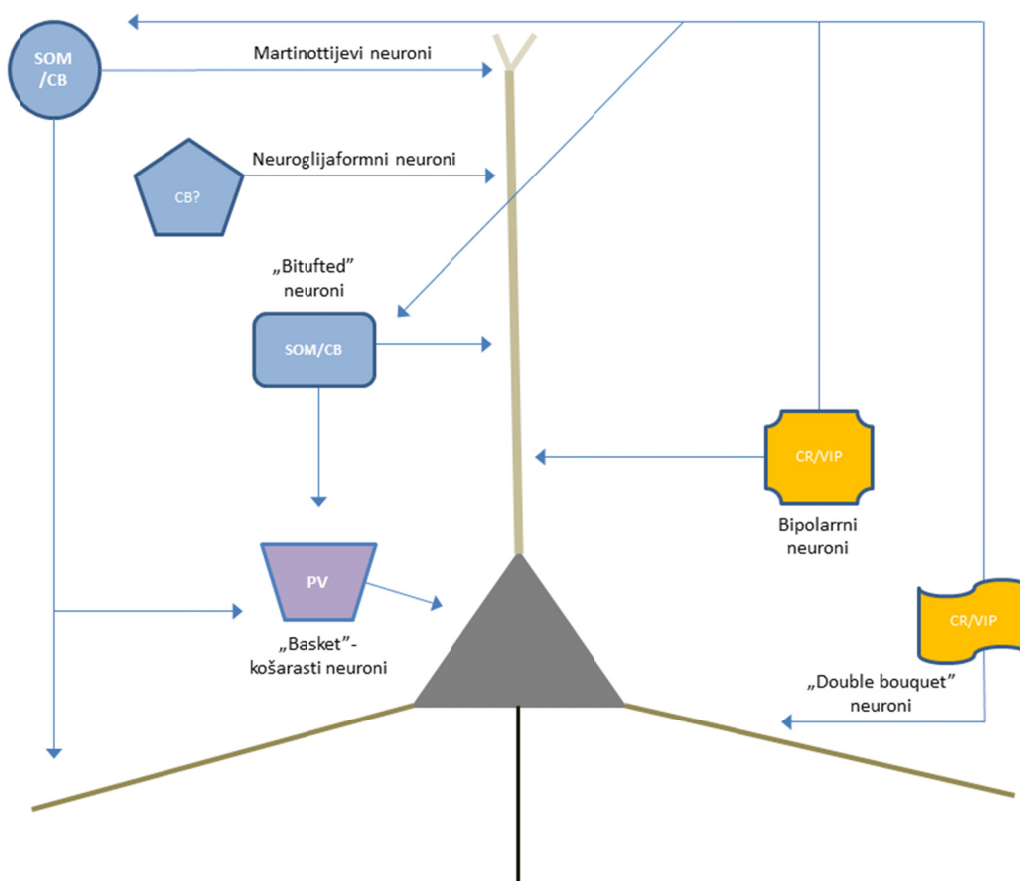 SOM
/CB
Martinottijevi neuroni
Neuroglijaformni neuroni
CB?
„Bitufted”
neuroni
SOM/CB
CR/VIP
Bipolarrni
neuroni
PV
„Basket”-
košarasti neuroni
CR/VIP
„Double bouquet”
neuroni